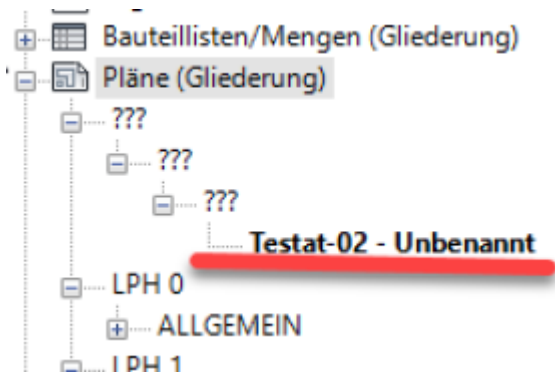 Bauteillisten/Mengen (Gliederung)
Pläne (Gliederung)
???
???
???
Testat-02 - Unbenannt
LPH 0
ALLGEMEIN
LPH 1